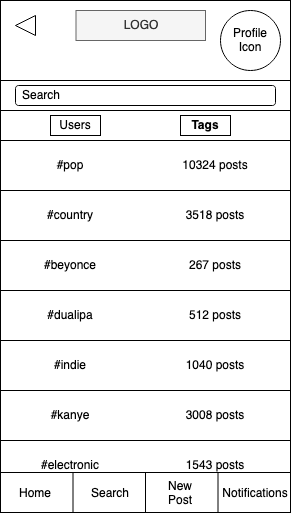 LOGO
Profile
Icon
Search
Users Tags
#pop 10324 posts
#country 3518 posts
#beyonce 267 posts
#dualipa 512 posts
#indie 1040 posts
#kanye 3008 posts
#electronic 1543 posts
Home Search New Post Notifications